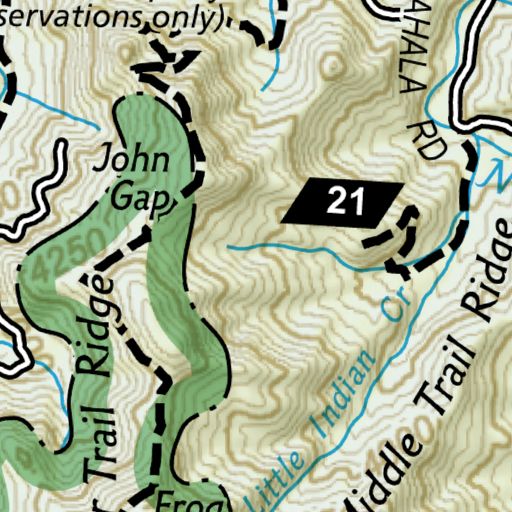 servations only)
AHALA RD
John
Gap
21
4250
Trail Ridge
Little Indian Cr
Middle Trail Ridge
Frog